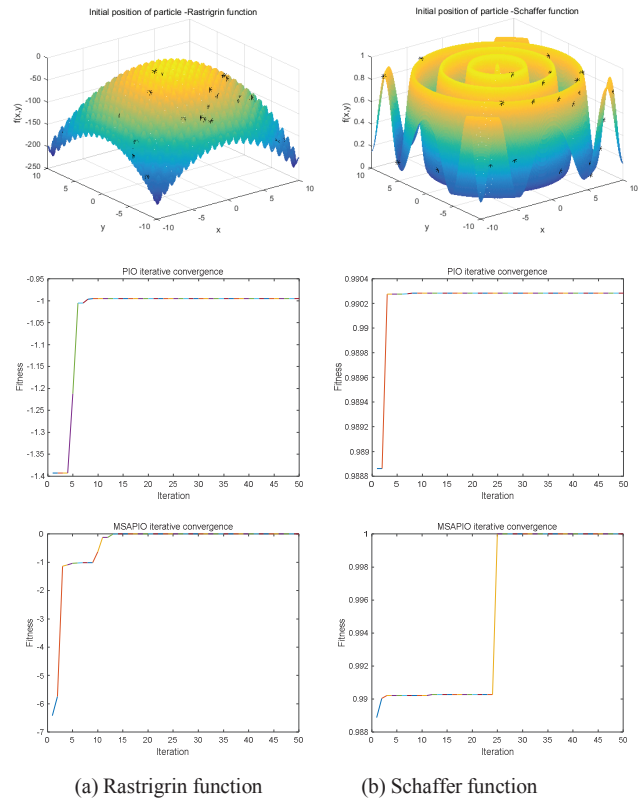 Initial position of particle -Rastrigrin function
0
-50
-100
-150
-200
-250
f(x,y)
10
5
0
-5
-10
y
-10
-5
0
5
10
x
Initial position of particle -Schaffer function
1
0.8
0.6
0.4
0.2
0
f(x,y)
10
5
0
-5
-10
y
-10
-5
0
5
10
x
PIO iterative convergence
-0.95
-1
-1.05
-1.1
-1.15
-1.2
-1.25
-1.3
-1.35
-1.4
Fitness
0 5 10 15 20 25 30 35 40 45 50
Iteration
PIO iterative convergence
0.9904
0.9902
0.99
0.9898
0.9896
0.9894
0.9892
0.989
0.9888
Fitness
0 5 10 15 20 25 30 35 40 45 50
Iteration
MSAPIO iterative convergence
0
-1
-2
-3
-4
-5
-6
-7
Fitness
0 5 10 15 20 25 30 35 40 45 50
Iteration
MSAPIO iterative convergence
1
0.998
0.996
0.994
0.992
0.99
0.988
Fitness
0 5 10 15 20 25 30 35 40 45 50
Iteration
(a) Rastrigrin function
(b) Schaffer function